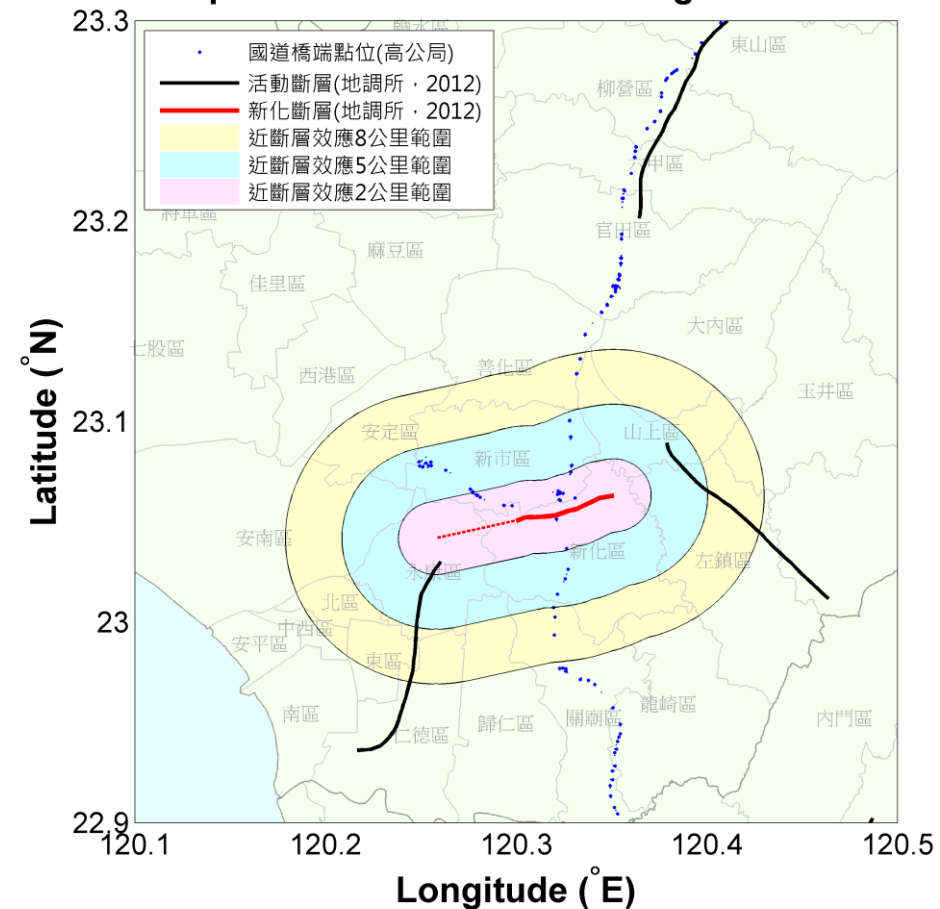 23.3
國道橋端點位(高公局)
活動斷層(地調所，2012)
新化斷層(地調所，2012)
近斷層效應8公里範圍
近斷層效應5公里範圍
近斷層效應2公里範圍
東山區
柳營區
甲區
23.2
官田區
麻豆區
佳里區
大內區
七股區
西港區
善化區
玉井區
23.1
安定區
山上區
新市區
安南區
新化區
左鎮區
永康區
北區
23
中西區
安平區
東區
龍崎區
南區
歸仁區
關廟區
內門區
仁德區
22.9
120.1
120.2
120.3
120.4
120.5
Latitude (°N)
Longitude (°E)